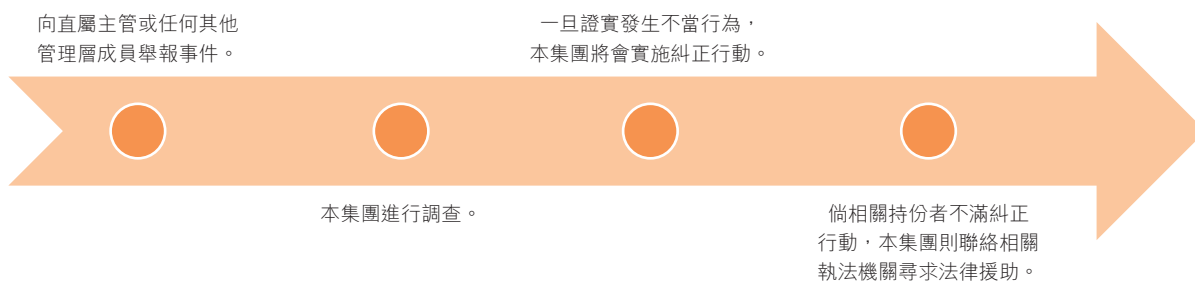 向直屬主管或任何其他
管理層成員舉報事件。
本集團進行調查。
一旦證實發生不當行為，
本集團將會實施糾正行動。
倘相關持份者不滿糾正
行動，本集團則聯絡相關
執法機關尋求法律援助。